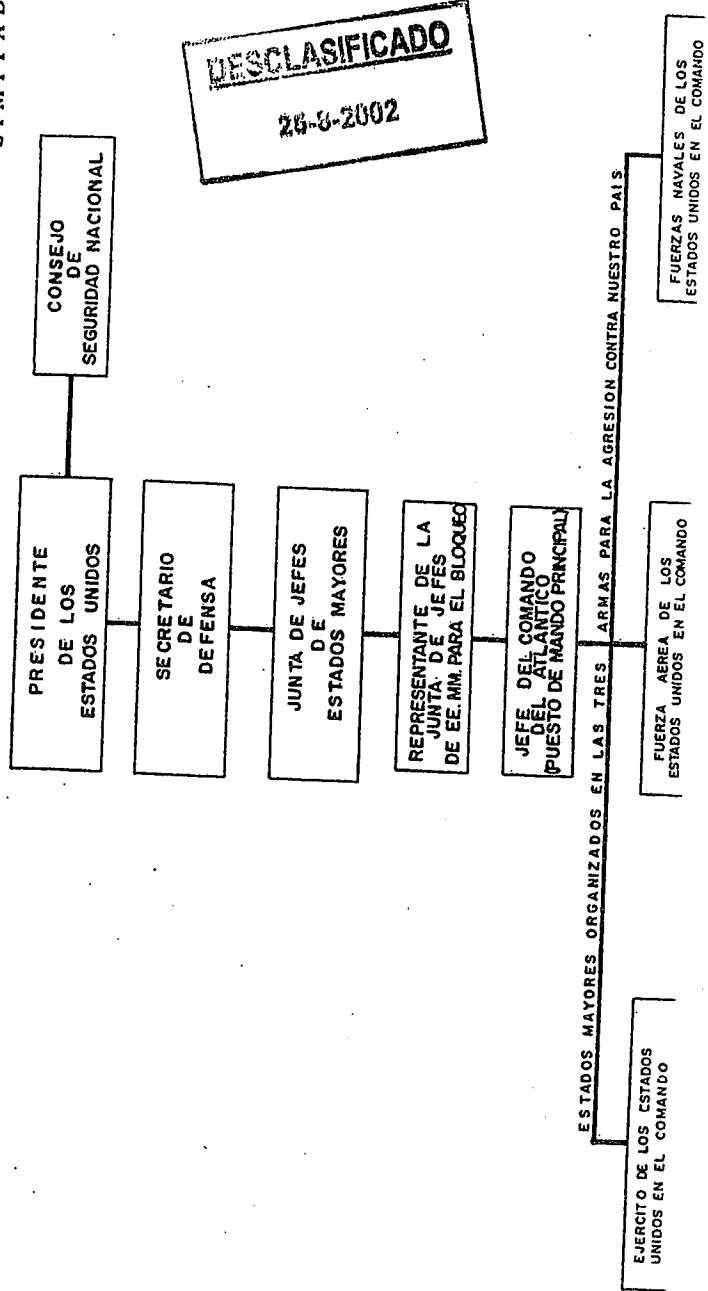 DESCLASIFICADO
26-8-2002
PRESIDENTE
DE LOS
ESTADOS UNIDOS
CONSEJO
DE
SEGURIDAD NACIONAL
SECRETARIO
DE
DEFENSA
JUNTA DE JEFES
DE
ESTADOS MAYORES
REPRESENTANTE DE LA
JUNTA DE JEFES
DE EE. MM. PARA EL BLOQUEO
JEFE DEL COMANDO
DEL ATLANTICO
(PUESTO DE MANDO PRINCIPAL)
ESTADOS MAYORES ORGANIZADOS EN LAS TRES ARMAS PARA LA AGRESION CONTRA NUESTRO PAIS
EJERCITO DE LOS ESTADOS
UNIDOS EN EL COMANDO
FUERZA AEREA DE LOS
ESTADOS UNIDOS EN EL COMANDO
FUERZAS NAVALES DE LOS
ESTADOS UNIDOS EN EL COMANDO